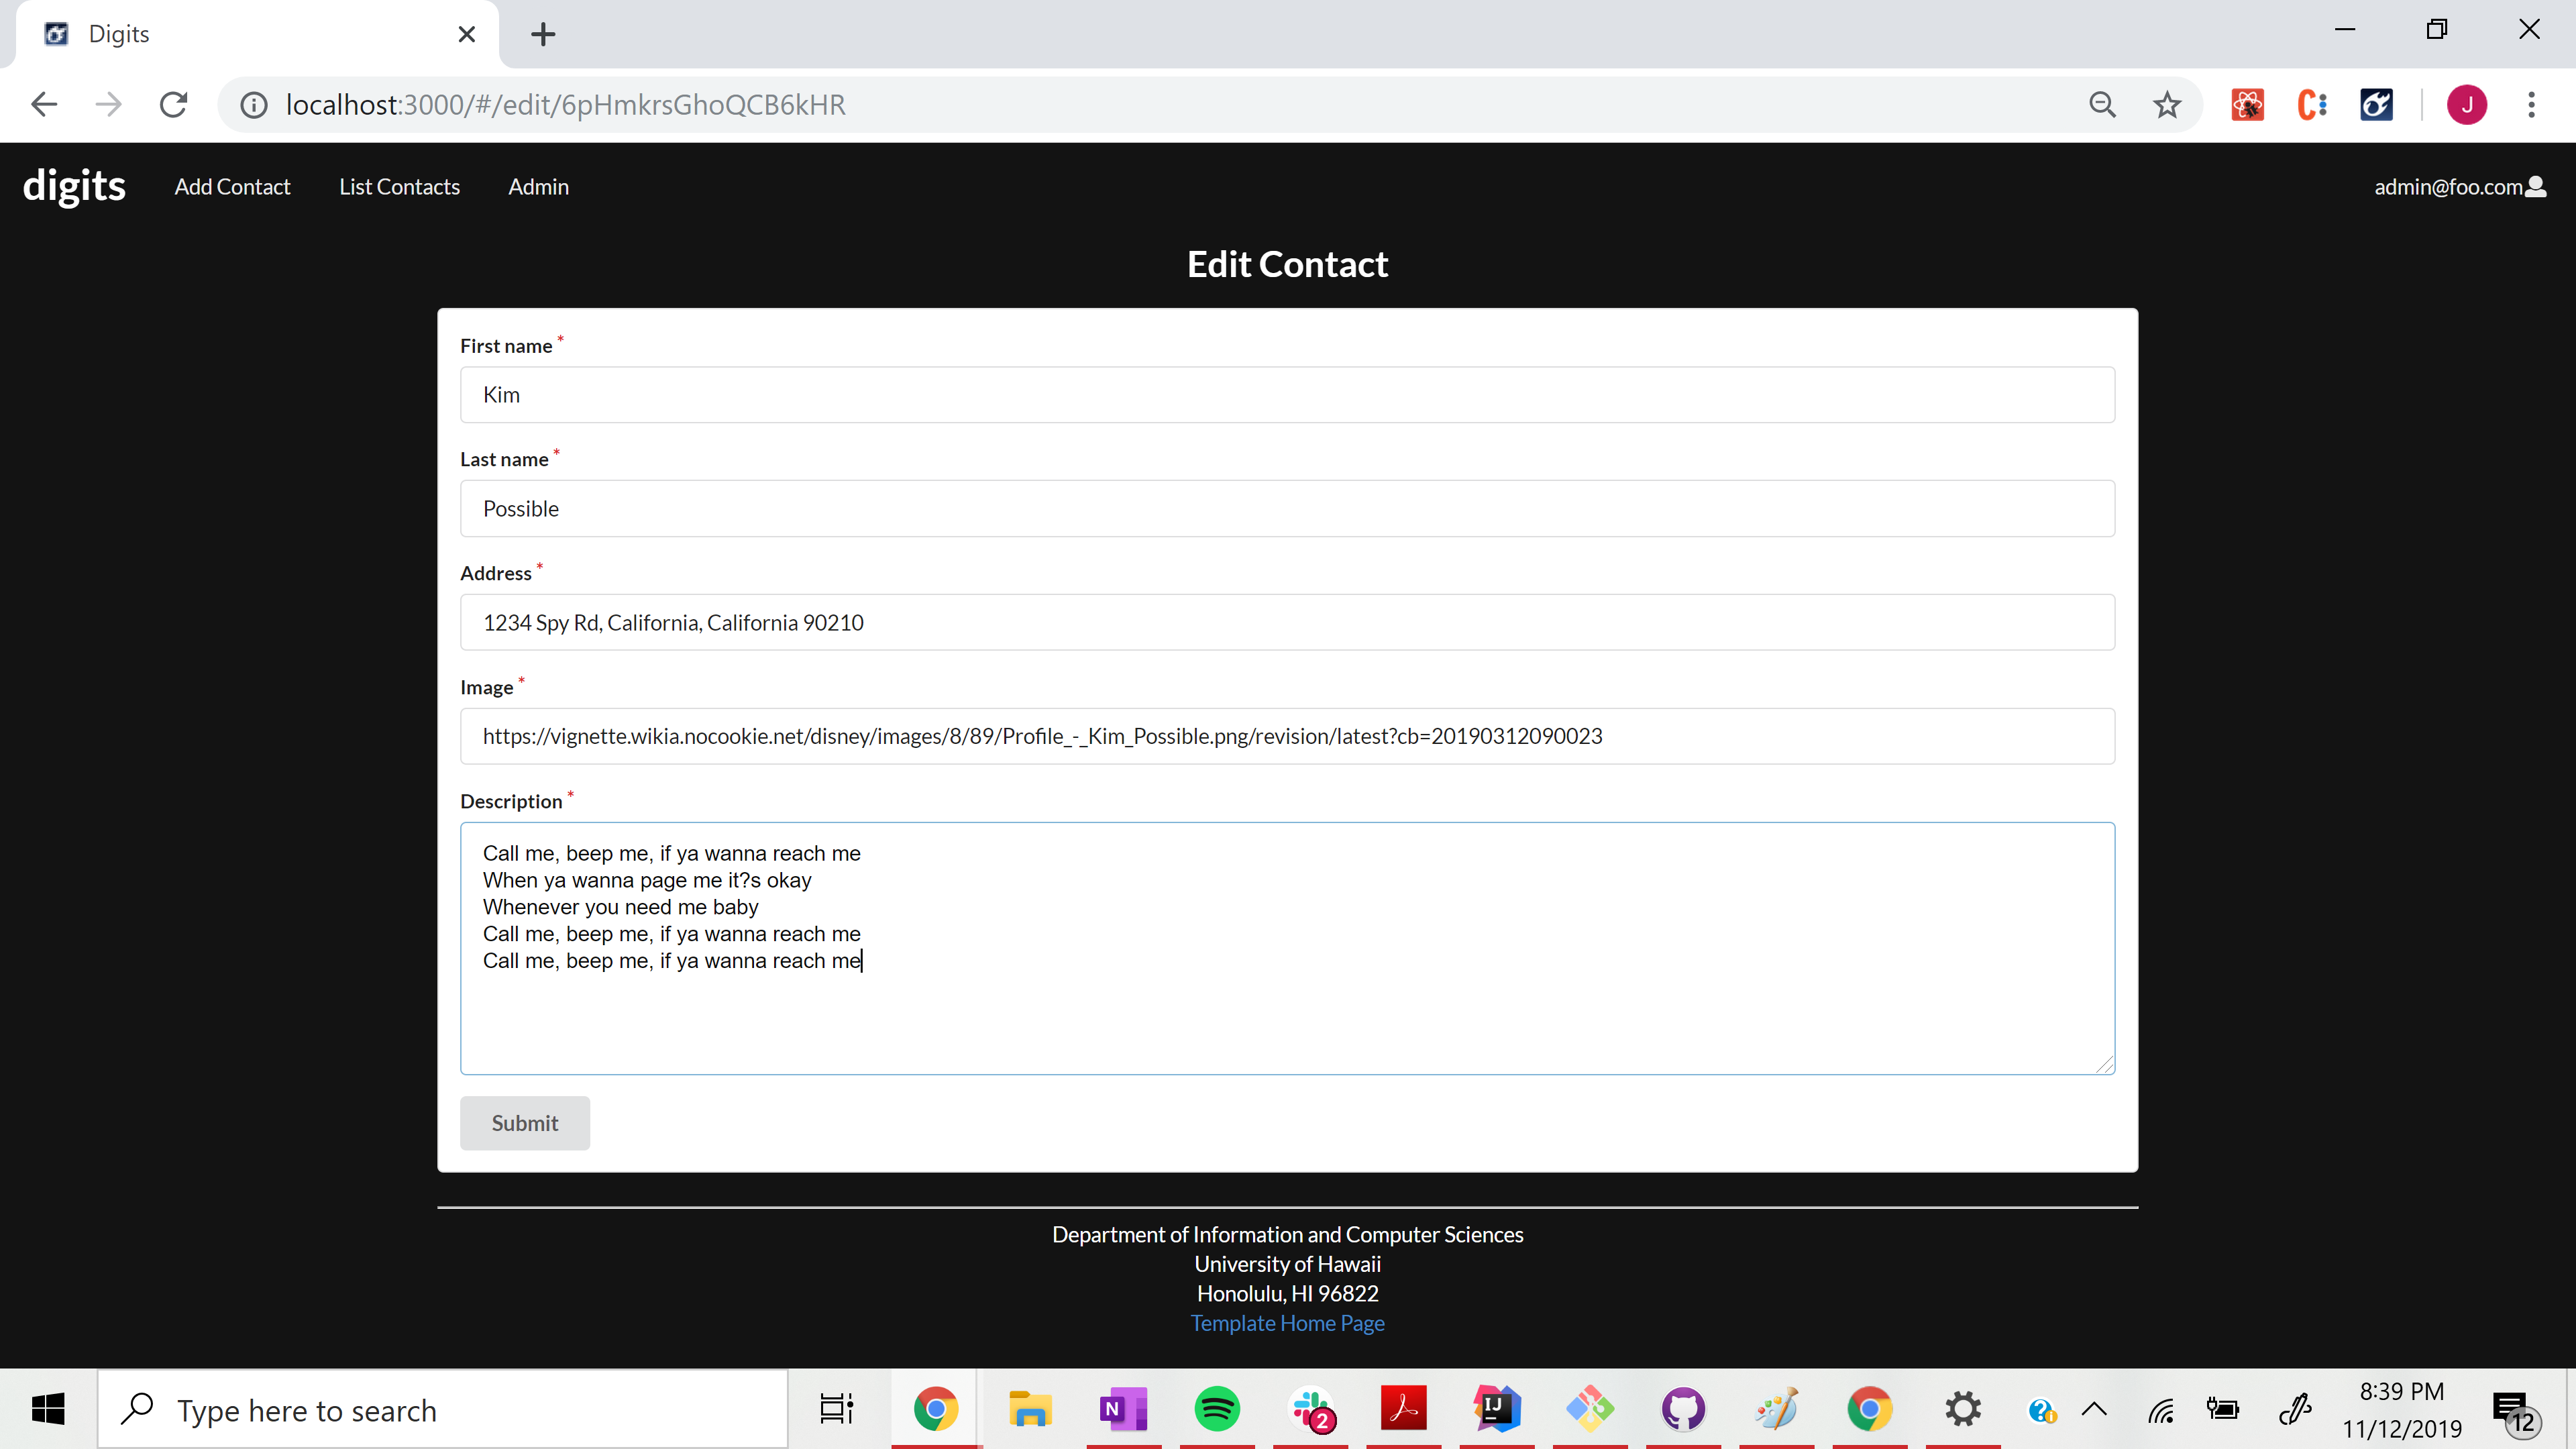 Digits
localhost:3000/#/edit/6pHmkrsGhoQCB6kHR
J
digits
Add Contact
List Contacts
Admin
admin@foo.com
Edit Contact
First name *
Kim
Last name *
Possible
Address *
1234 Spy Rd, California, California 90210
Image *
https://vignette.wikia.nocookie.net/disney/images/8/89/Profile_-_Kim_Possible.png/revision/latest?cb=20190312090023
Description *
Call me, beep me, if ya wanna reach me
When ya wanna page me it?s okay
Whenever you need me baby
Call me, beep me, if ya wanna reach me
Call me, beep me, if ya wanna reach me
Submit
Department of Information and Computer Sciences
University of Hawaii
Honolulu, HI 96822
Template Home Page
Type here to search
N
2
IJ
8:39 PM
11/12/2019
12